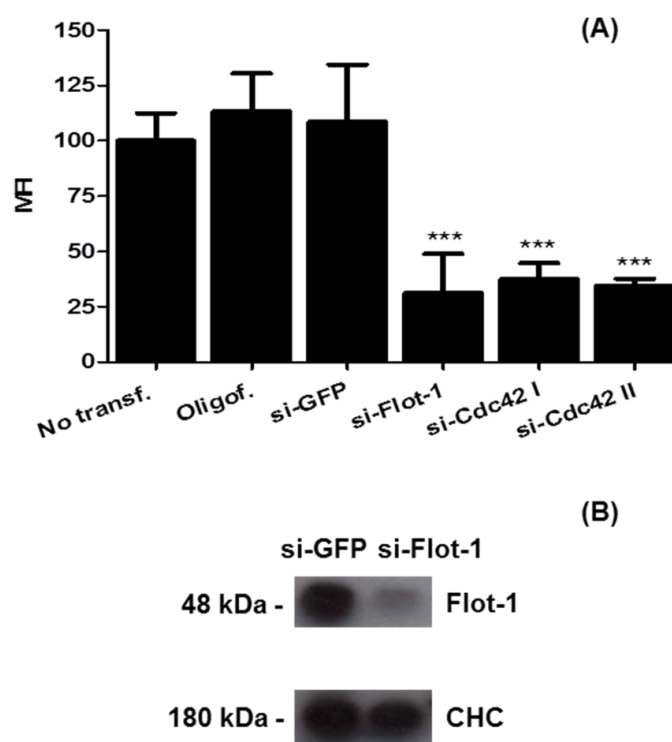 (A)
150
125
100
75
50
25
0
MFI
***
***
***
No transf.
Oligof.
si-GFP
si-Flot-1
si-Cdc42 I
si-Cdc42 II
(B)
si-GFP si-Flot-1
48 kDa - Flot-1
180 kDa - CHC